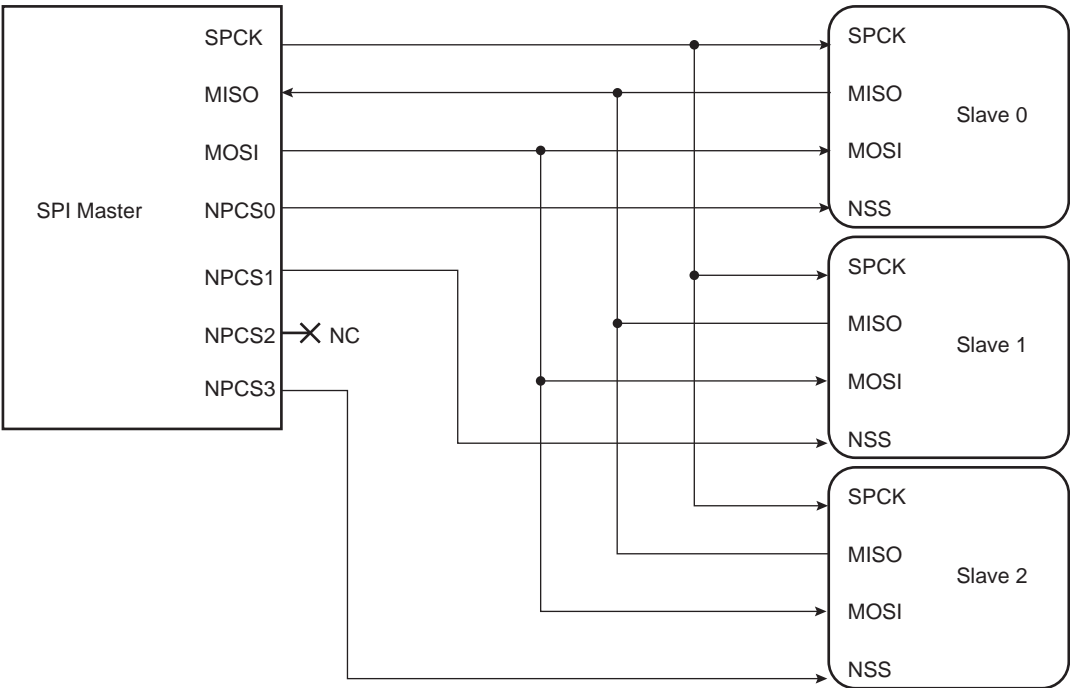 SPI Master
SPCK
MISO
MOSI
NPCS0
NPCS1
NPCS2
NC
NPCS3
SPCK
MISO
Slave 0
MOSI
NSS
SPCK
MISO
Slave 1
MOSI
NSS
SPCK
MISO
Slave 2
MOSI
NSS